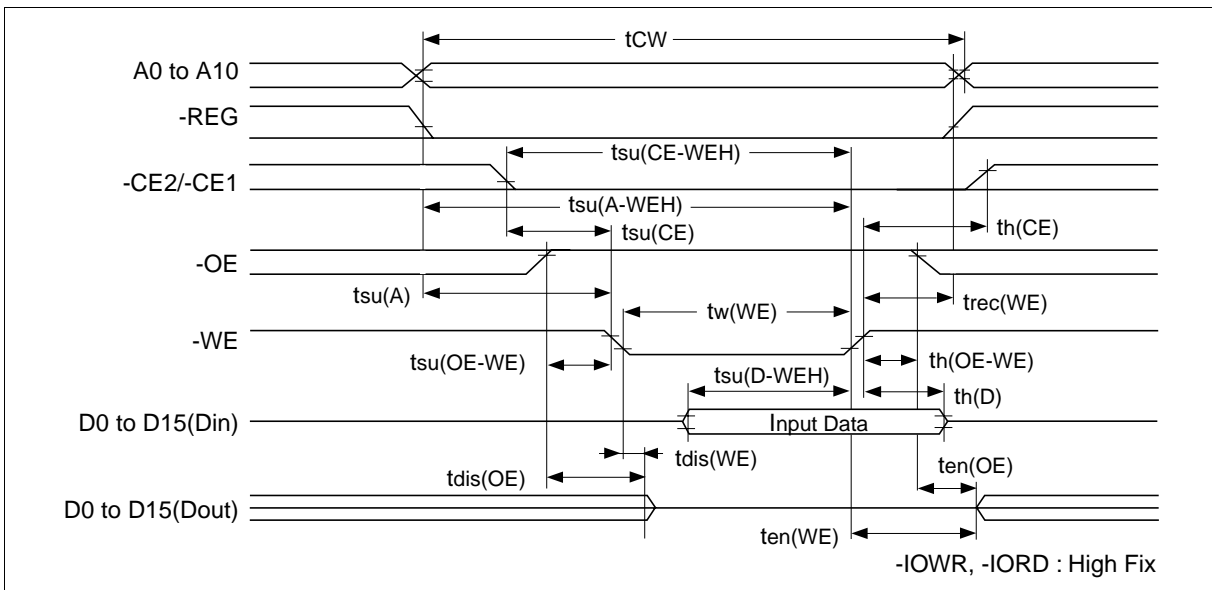 tCW
A0 to A10
-REG
tsu(CE-WEH)
-CE2/-CE1
tsu(A-WEH)
tsu(CE)
th(CE)
-OE
tsu(A)
trec(WE)
tw(WE)
-WE
tsu(OE-WE)
th(OE-WE)
tsu(D-WEH)
th(D)
D0 to D15(Din)
Input Data
tdis(WE)
tdis(OE)
ten(OE)
D0 to D15(Dout)
ten(WE)
-IOWR, -IORD : High Fix